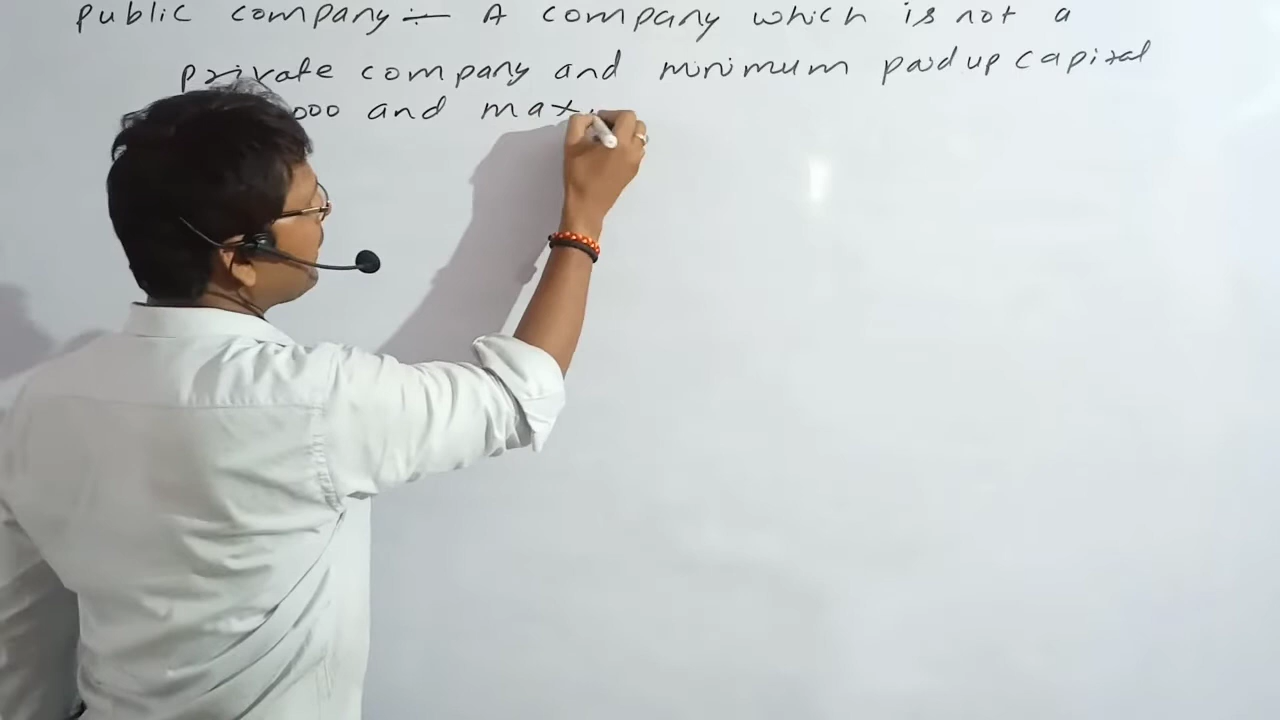 public company :- A company which is not a
private company and minimum paid up capital
000 and max.